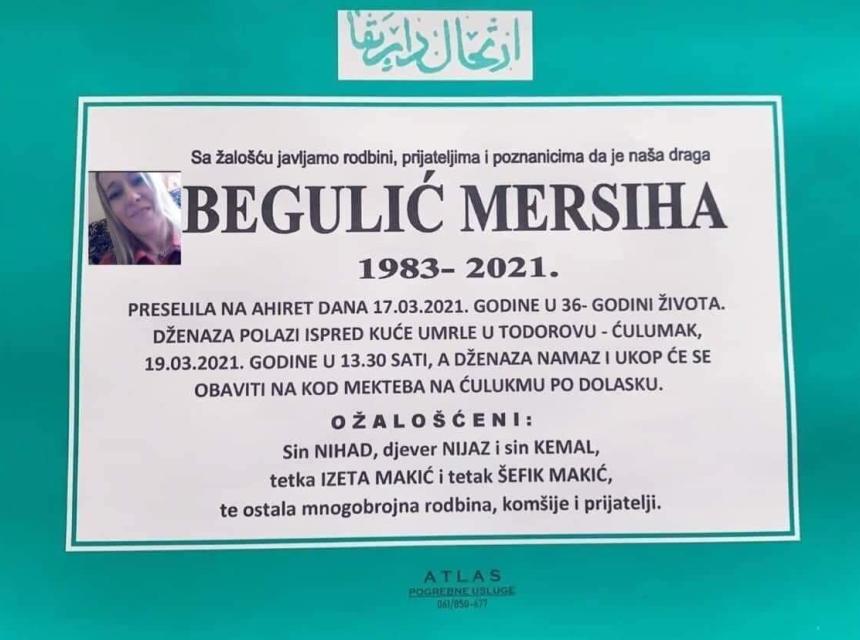 ارتحال دار بقا
Sa žalošću javljamo rodbini, prijateljima i poznanicima da je naša draga
BEGULIĆ MERSIHA
1983– 2021.
PRESELILA NA AHIRET DANA 17.03.2021. GODINE U 36- GODINI ŽIVOTA.
DŽENAZA POLAZI ISPRED KUĆE UMRLE U TODOROVU - ĆULUMAK,
19.03.2021. GODINE U 13.30 SATI, A DŽENAZA NAMAZ I UKOP ĆE SE
OBAVITI NA KOD MEKTEBA NA ĆULUKMU PO DOLASKU.
OŽALOŠĆENI:
Sin NIHAD, djever NIJAZ i sin KEMAL,
tetka IZETA MAKIĆ i tetak ŠEFIK MAKIĆ,
te ostala mnogobrojna rodbina, komšije i prijatelji.
ATLAS
POGREBNE USLUGE
061/850-677